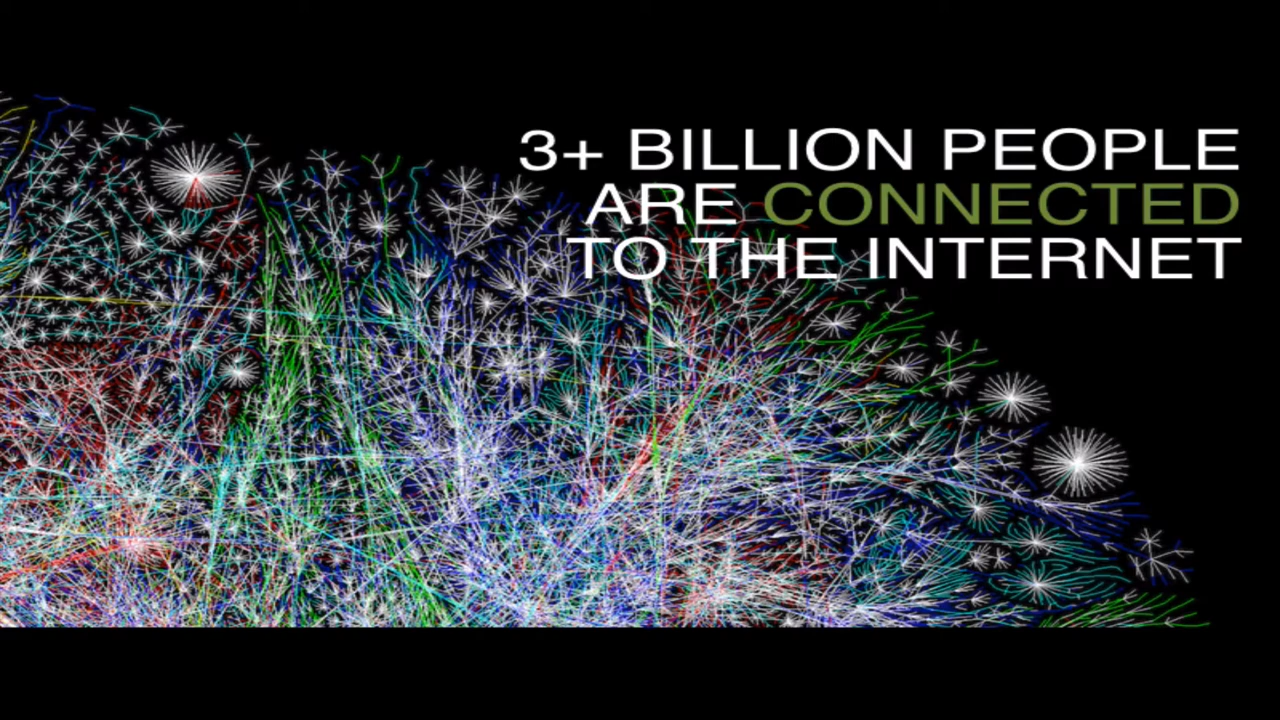 3+ BILLION PEOPLE
ARE CONNECTED
TO THE INTERNET